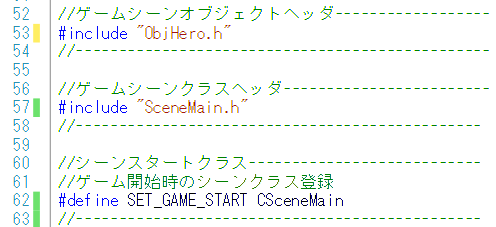 52 //ゲームシーンオブジェクトヘッダ------------------------
53 #include "ObjHero.h"
54 //------------------------------------------------
55
56 //ゲームシーンクラスヘッダ------------------------
57 #include "SceneMain.h"
58 //-----------------------------------------------
59
60 //シーンスタートクラス---------------------------
61 //ゲーム開始時のシーンクラス登録
62 #define SET_GAME_START CSceneMain
63 //-----------------------------------------------